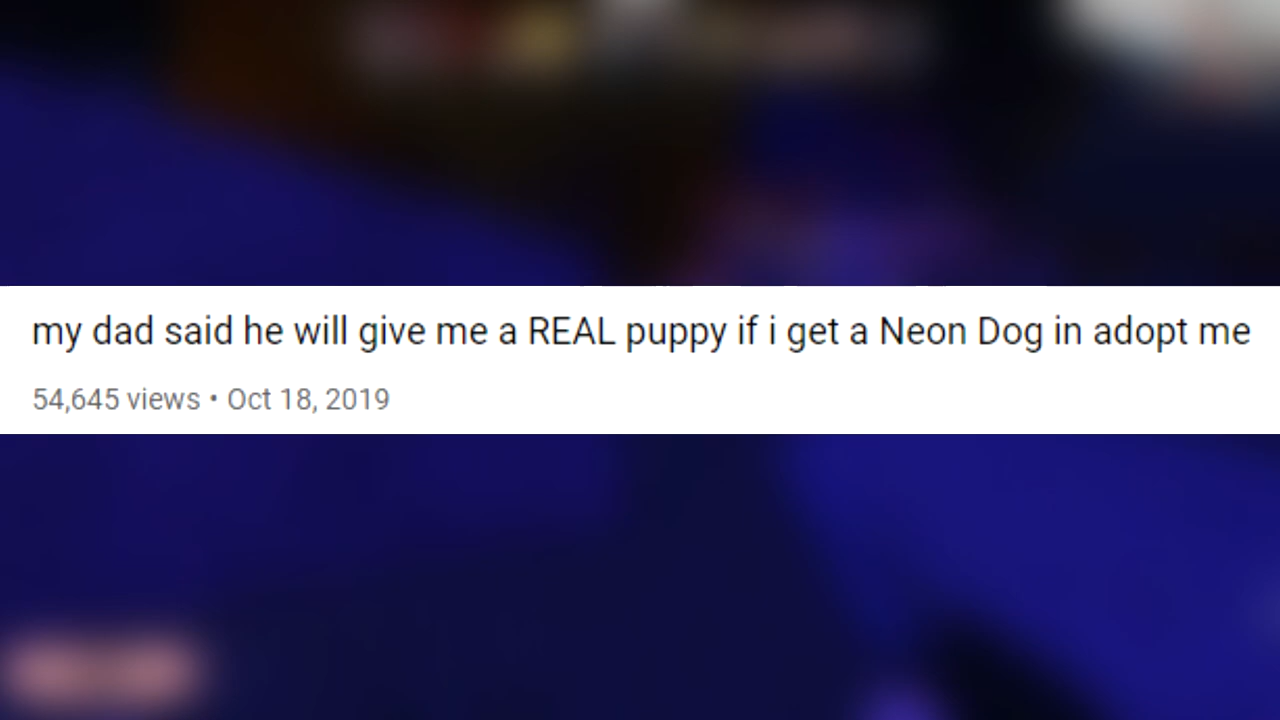 my dad said he will give me a REAL puppy if i get a Neon Dog in adopt me
54,645 views • Oct 18, 2019